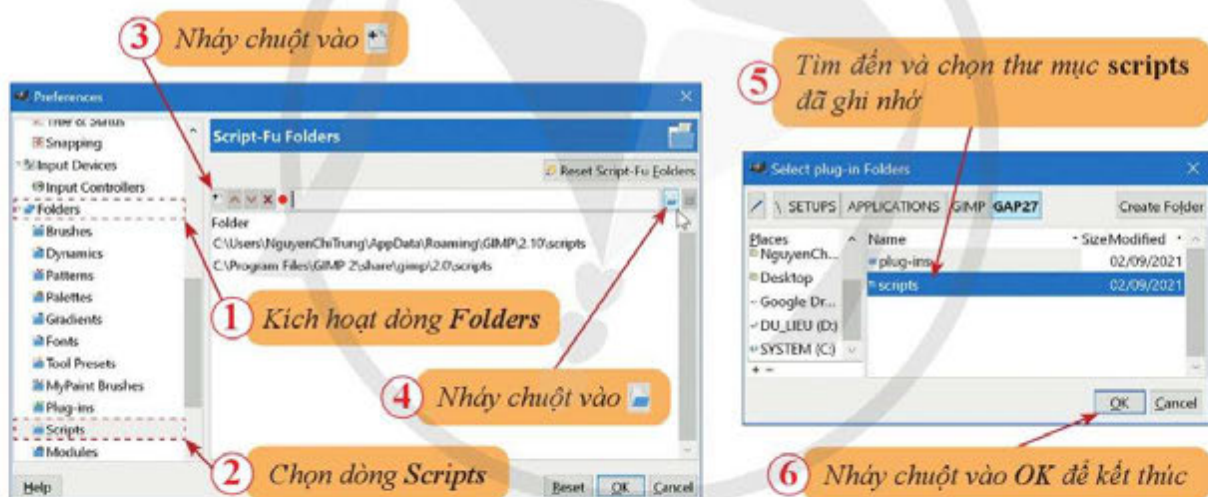 3 Nháy chuột vào
5 Tìm đến và chọn thư mục scripts
đã ghi nhớ
Preferences
Snapping
Input Devices
Input Controllers
Folders
Brushes
Dynamics
Patterns
Palettes
Gradients
Fonts
Tool Presets
MyPaint Brushes
Plug-ins
Scripts
Modules
Help
Script-Fu Folders
Reset Script-Fu Folders
Folder
C:\Users\NguyenChiTrung\AppData\Roaming\GIMP\2.10\scripts
C:\Program Files\GIMP 2\share\gimp\2.0\scripts
1 Kích hoạt dòng Folders
4 Nháy chuột vào
2 Chọn dòng Scripts
Reset OK Cancel
Select plug-in Folders
\ SETUPS APPLICATIONS GIMP GAP27 Create Folder
Places Name Size Modified
NguyenCh... plug-ins 02/09/2021
Desktop scripts 02/09/2021
Google Dr...
DU_LIEU (D:)
SYSTEM (C:)
OK Cancel
6 Nháy chuột vào OK để kết thúc